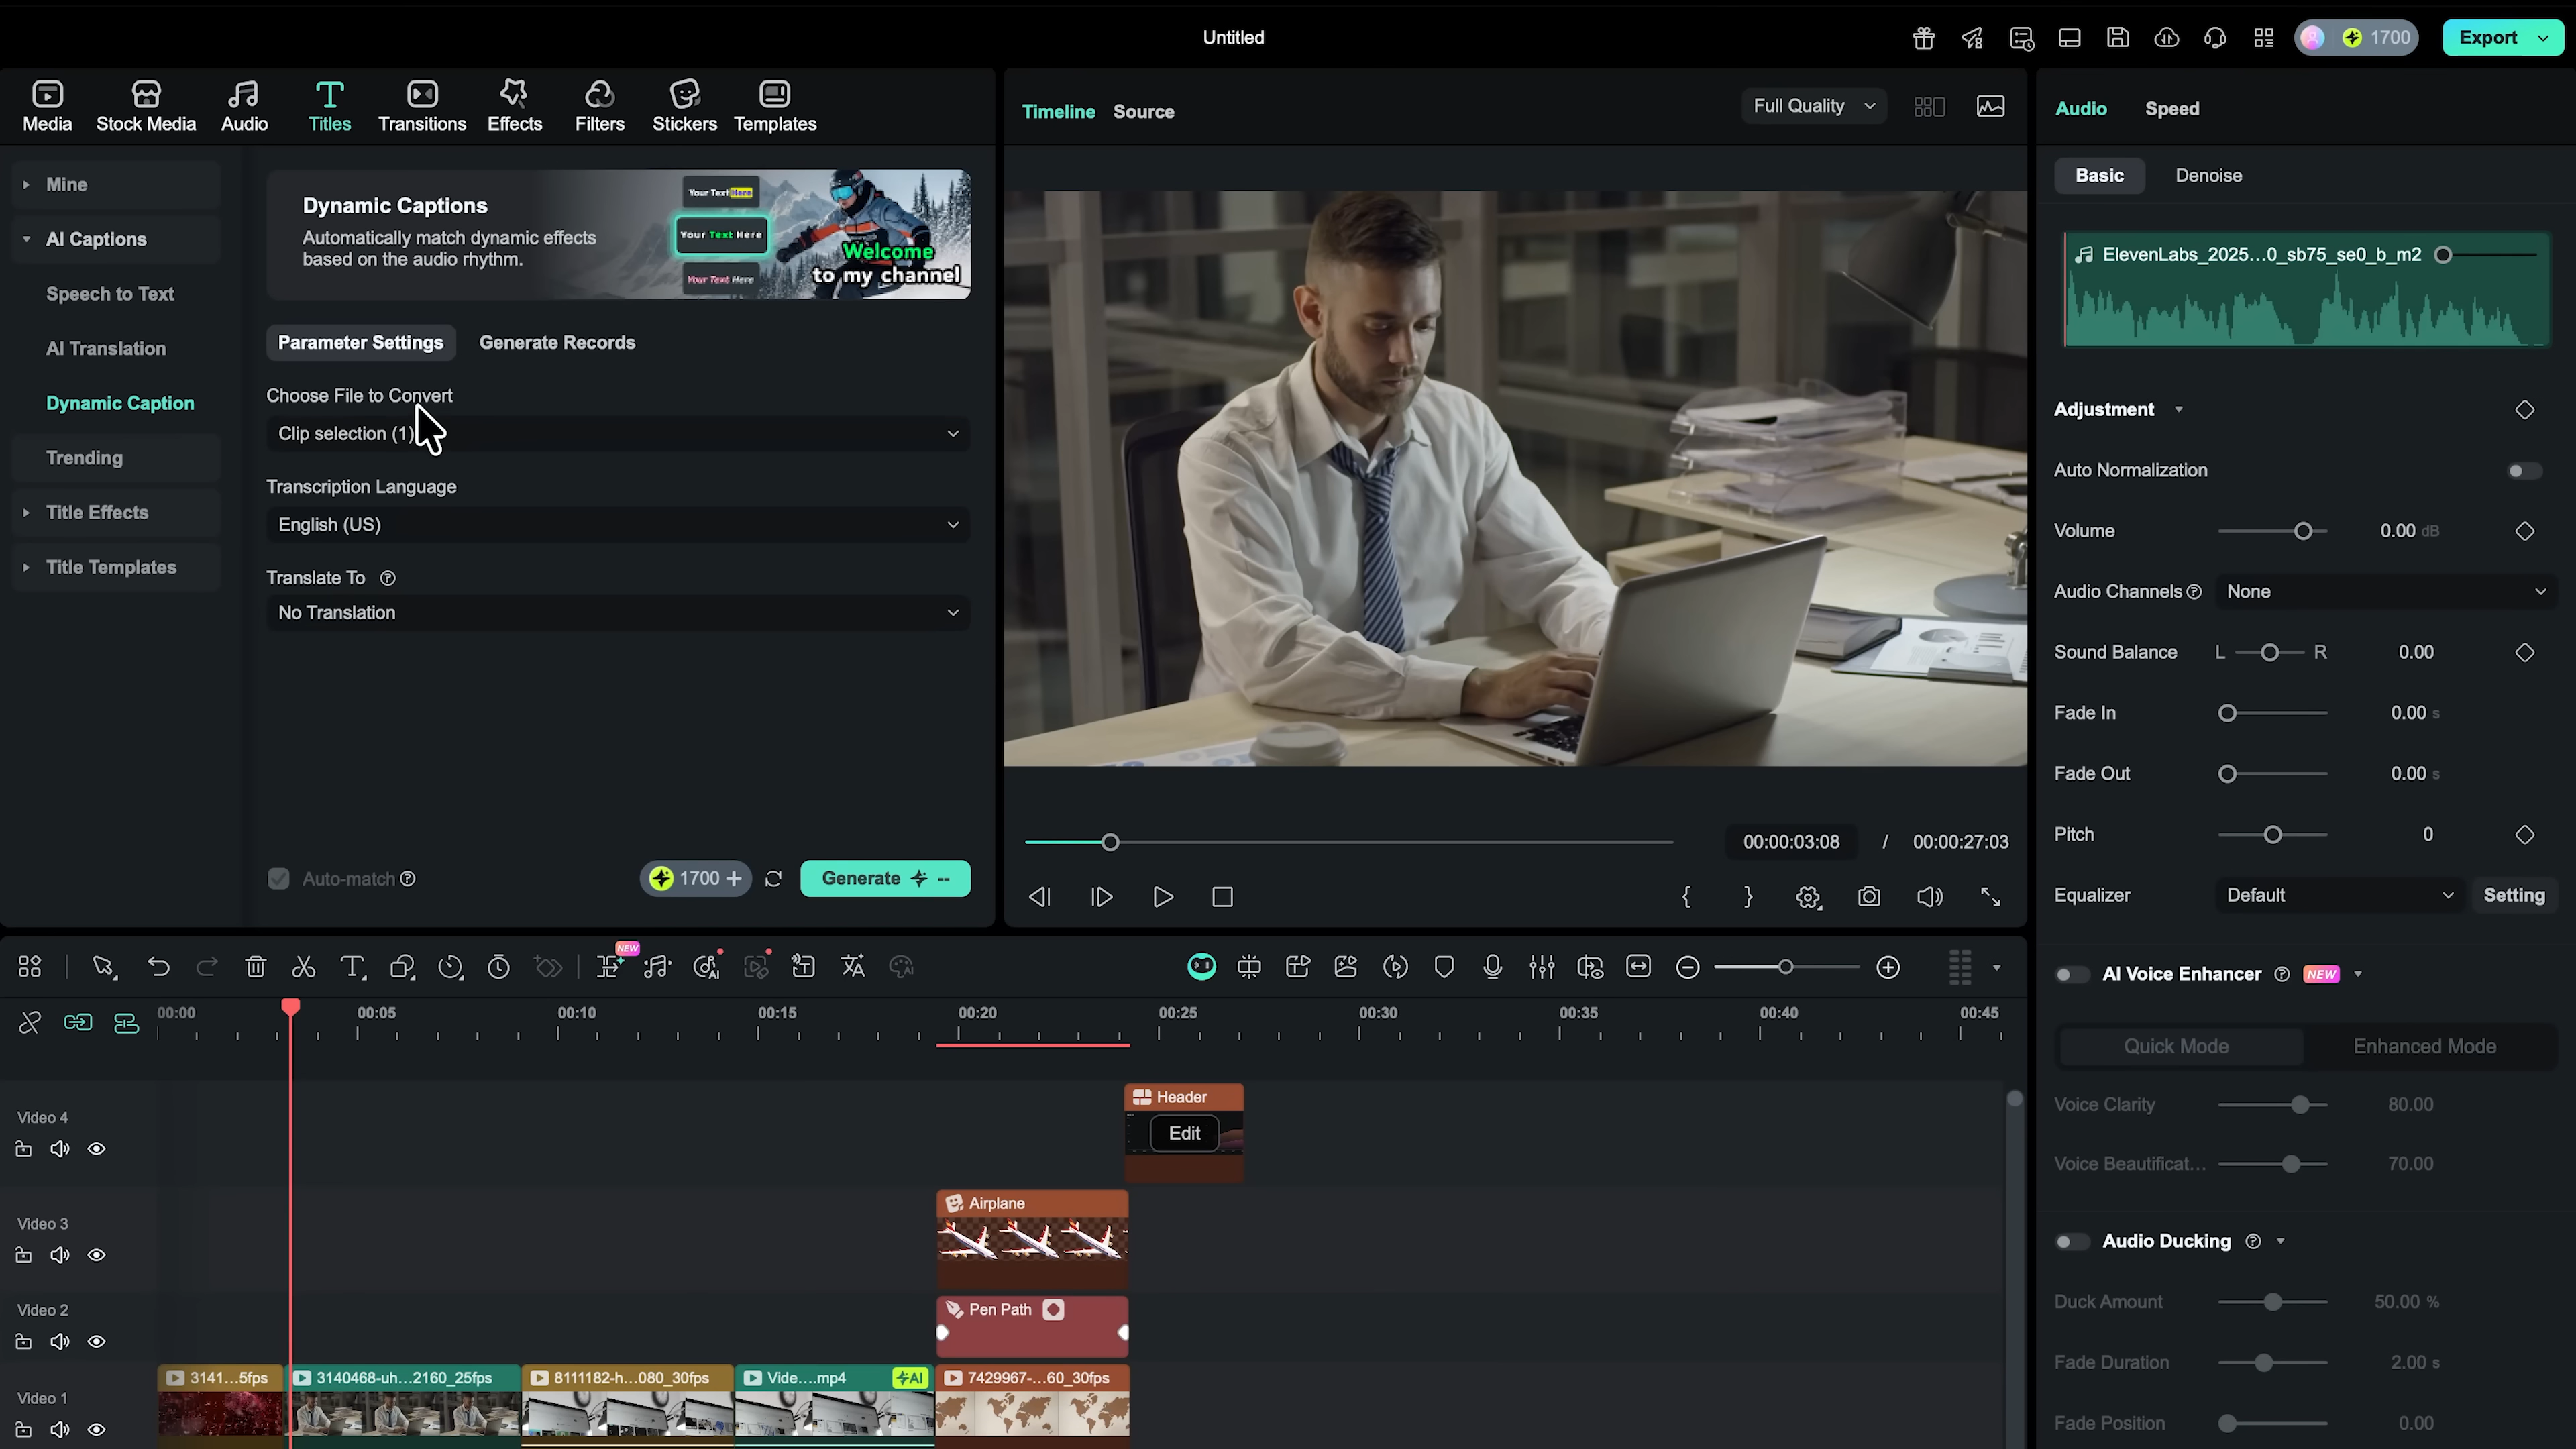 Untitled
1700
Export
Media
Stock Media
Audio
Titles
Transitions
Effects
Filters
Stickers
Templates
Mine
AI Captions
Speech to Text
AI Translation
Dynamic Caption
Trending
Title Effects
Title Templates
Dynamic Captions
Automatically match dynamic effects
based on the audio rhythm.
Your Text Here
Your Text Here
Your Text Here
Welcome
to my channel
Parameter Settings
Generate Records
Choose File to Convert
Clip selection (1)
Transcription Language
English (US)
Translate To
No Translation
Auto-match
1700
Generate --
Timeline
Source
Full Quality
00:00:03:08 / 00:00:27:03
Audio
Speed
Basic
Denoise
ElevenLabs_2025...0_sb75_se0_b_m2
Adjustment
Auto Normalization
Volume 0.00 dB
Audio Channels None
Sound Balance L R 0.00
Fade In 0.00 s
Fade Out 0.00 s
Pitch 0
Equalizer Default Setting
AI Voice Enhancer NEW
Quick Mode
Enhanced Mode
Voice Clarity 80.00
Voice Beautificat... 70.00
Audio Ducking
Duck Amount 50.00 %
Fade Duration 2.00 s
Fade Position 0.00
NEW
00:00 00:05 00:10 00:15 00:20 00:25 00:30 00:35 00:40 00:45
Video 4
Header
Edit
Video 3
Airplane
Video 2
Pen Path
Video 1
3141...5fps
3140468-uh...2160_25fps
8111182-h...080_30fps
Vide....mp4
AI
7429967-...60_30fps